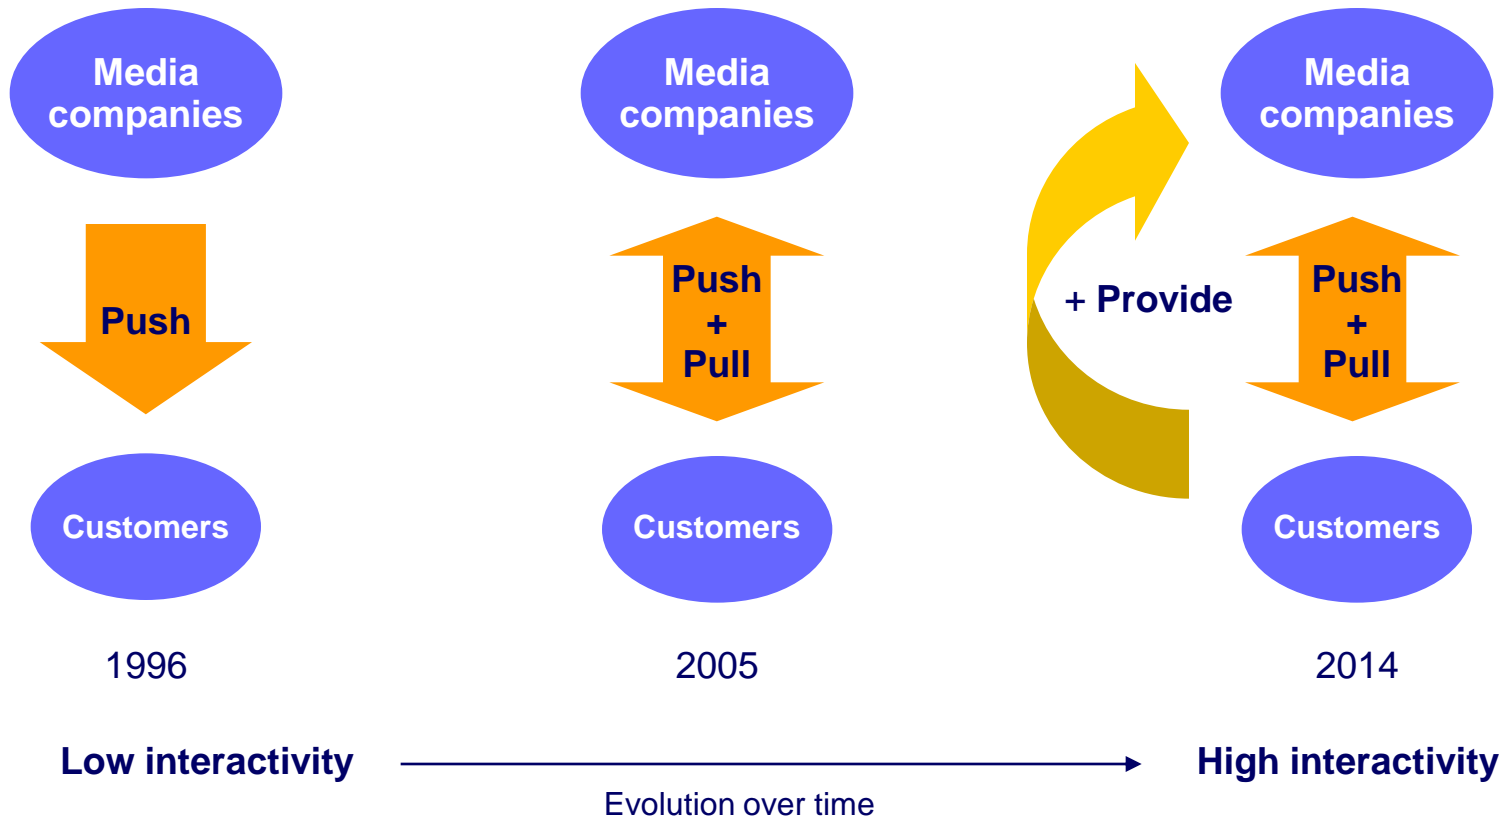 Media
companies
Push
Customers
1996
Media
companies
Push
+
Pull
Customers
2005
Media
companies
+ Provide
Push
+
Pull
Customers
2014
Low interactivity
High interactivity
Evolution over time